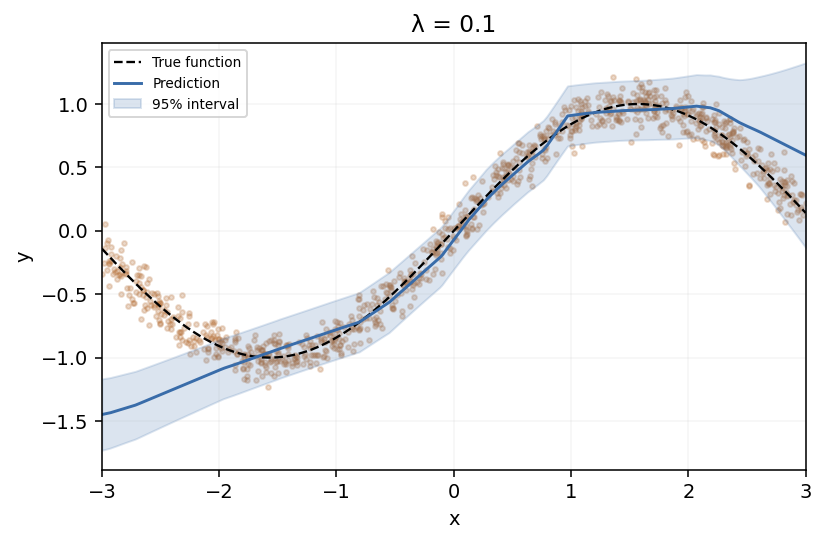 λ = 0.1
True function
Prediction
95% interval
1.0
0.5
0.0
−0.5
−1.0
−1.5
y
−3 −2 −1 0 1 2 3
x